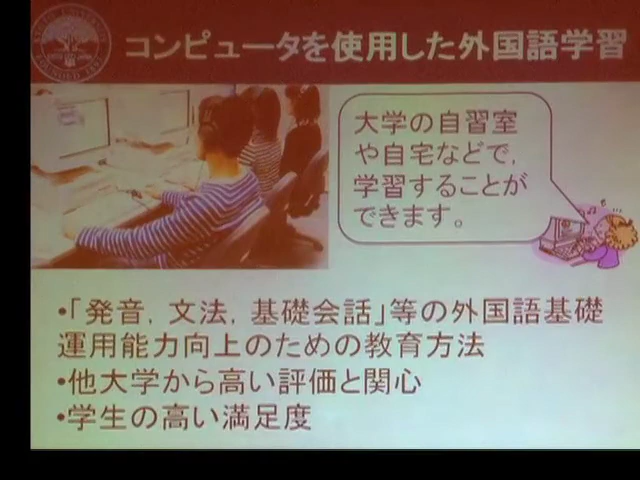 コンピュータを使用した外国語学習
大学の自習室
や自宅などで,
学習することが
できます。
•「発音, 文法, 基礎会話」等の外国語基礎
運用能力向上のための教育方法
•他大学から高い評価と関心
•学生の高い満足度